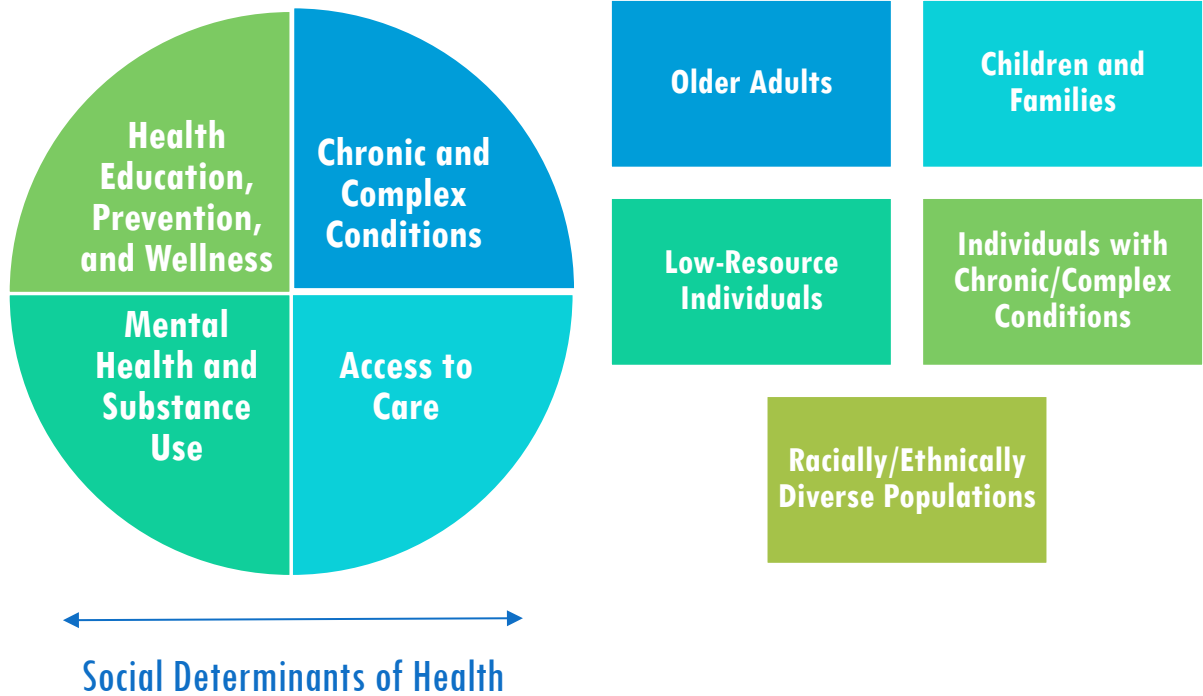 Health
Education,
Prevention,
and Wellness
Chronic and
Complex
Conditions
Mental
Health and
Substance
Use
Access to
Care
Social Determinants of Health
Older Adults
Children and
Families
Low-Resource
Individuals
Individuals with
Chronic/Complex
Conditions
Racially/Ethnically
Diverse Populations